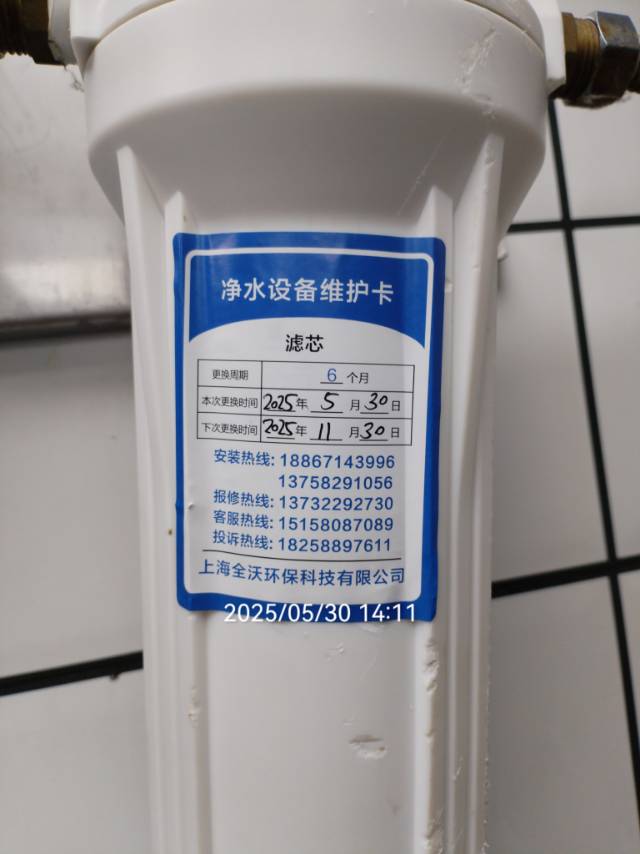 净水设备维护卡
滤芯
更换周期 6 个月
本次更换时间 2025年 5 月 30 日
下次更换时间 2025年 11 月 30 日
安装热线: 18867143996
13758291056
报修热线: 13732292730
客服热线: 15158087089
投诉热线: 18258897611
上海全沃环保科技有限公司
2025/05/30 14:11